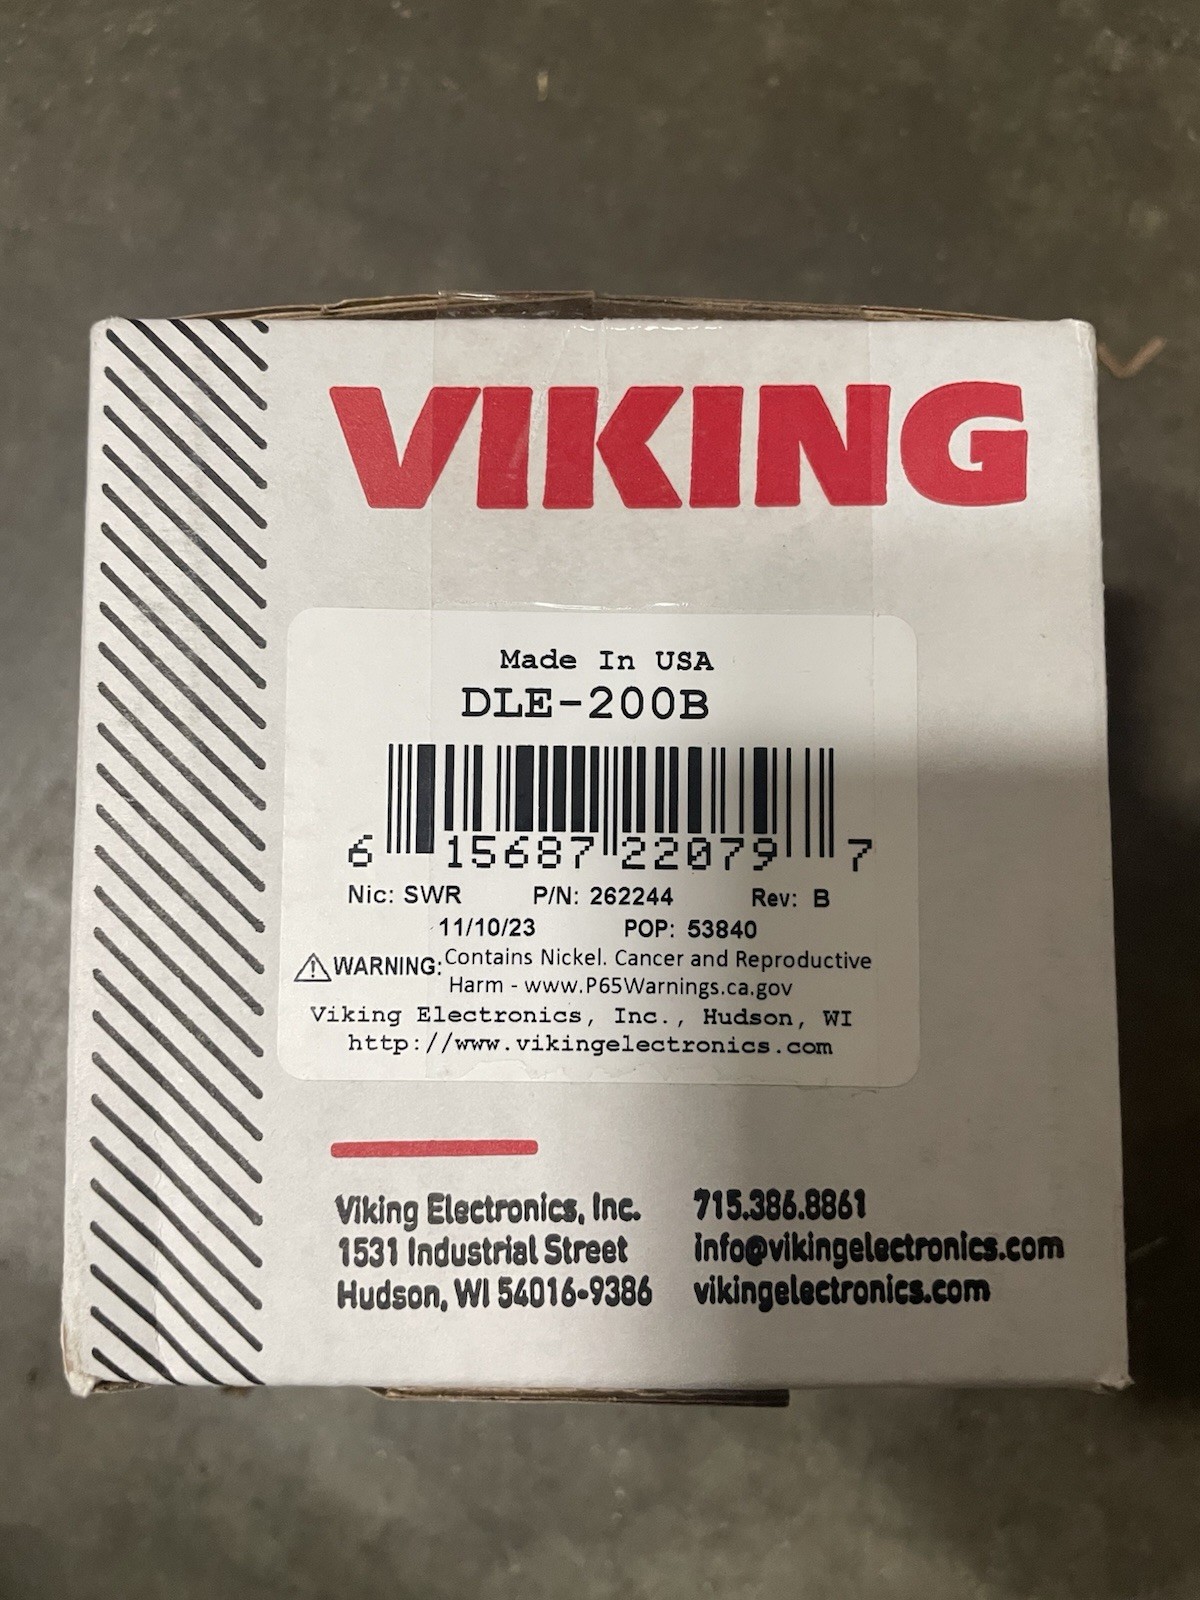 VIKING
Made In USA
DLE-200B
6 15687 22079 7
Nic: SWR P/N: 262244 Rev: B
11/10/23 POP: 53840
WARNING: Contains Nickel. Cancer and Reproductive
Harm - www.P65Warnings.ca.gov
Viking Electronics, Inc., Hudson, WI
http://www.vikingelectronics.com
Viking Electronics, Inc. 715.386.8861
1531 Industrial Street info@vikingelectronics.com
Hudson, WI 54016-9386 vikingelectronics.com